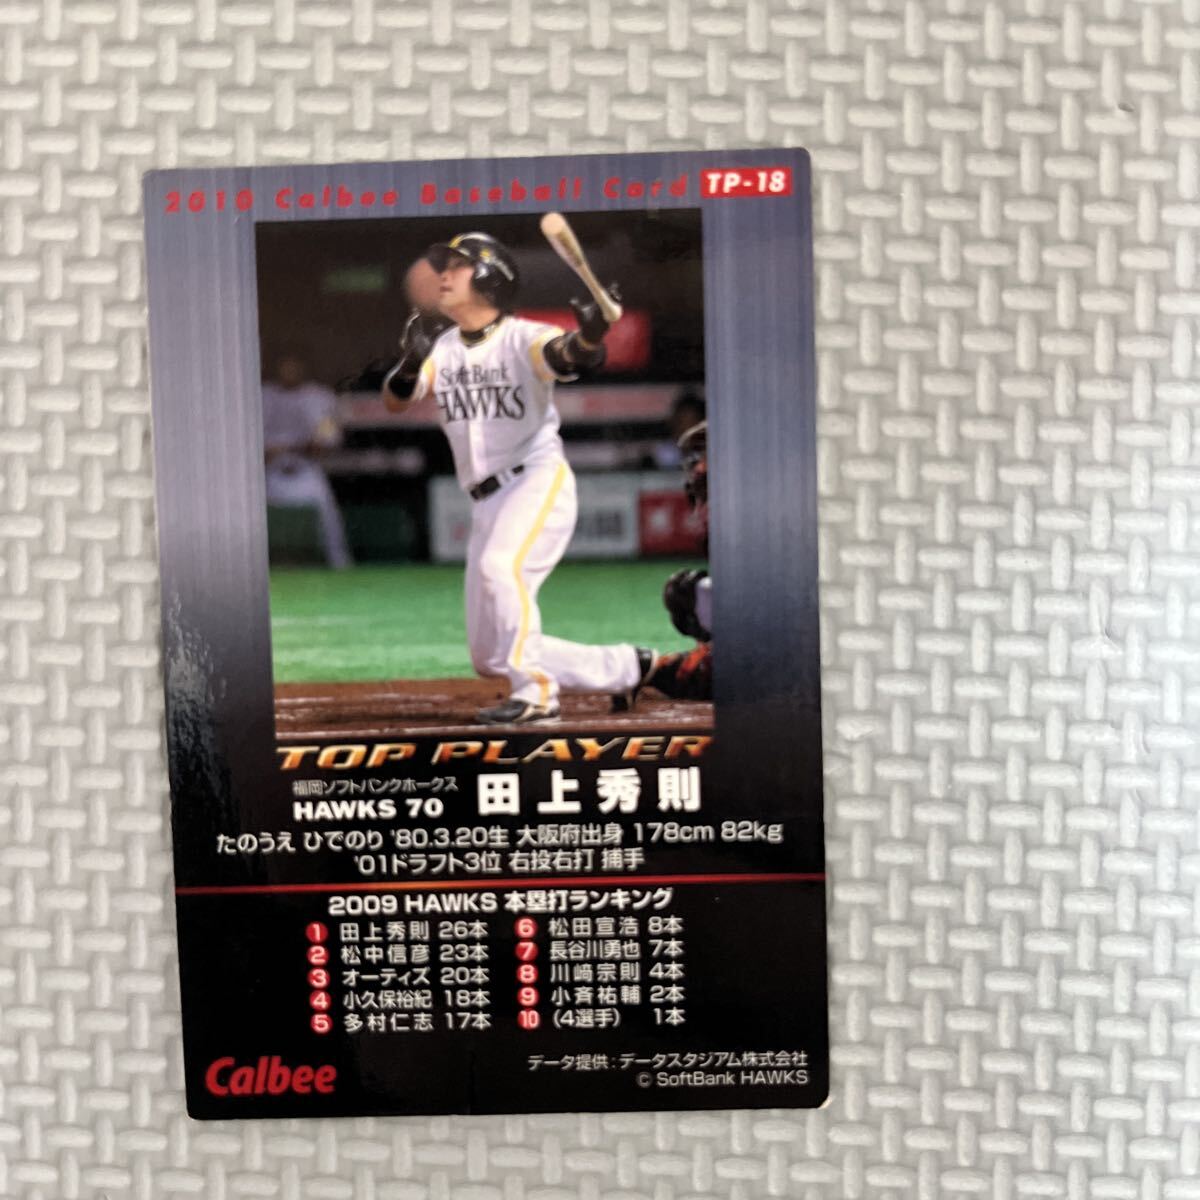 2010 Calbee Baseball Card TP-18
SoftBank
HAWKS
TOP PLAYER
福岡ソフトバンクホークス
HAWKS 70 田上秀則
たのうえ ひでのり '80.3.20生 大阪府出身 178cm 82kg
'01ドラフト3位 右投右打 捕手
2009 HAWKS 本塁打ランキング
1 田上秀則 26本
2 松中信彦 23本
3 オーティズ 20本
4 小久保裕紀 18本
5 多村仁志 17本
6 松田宣浩 8本
7 長谷川勇也 7本
8 川﨑宗則 4本
9 小斉祐輔 2本
10 (4選手) 1本
Calbee
データ提供:データスタジアム株式会社
© SoftBank HAWKS